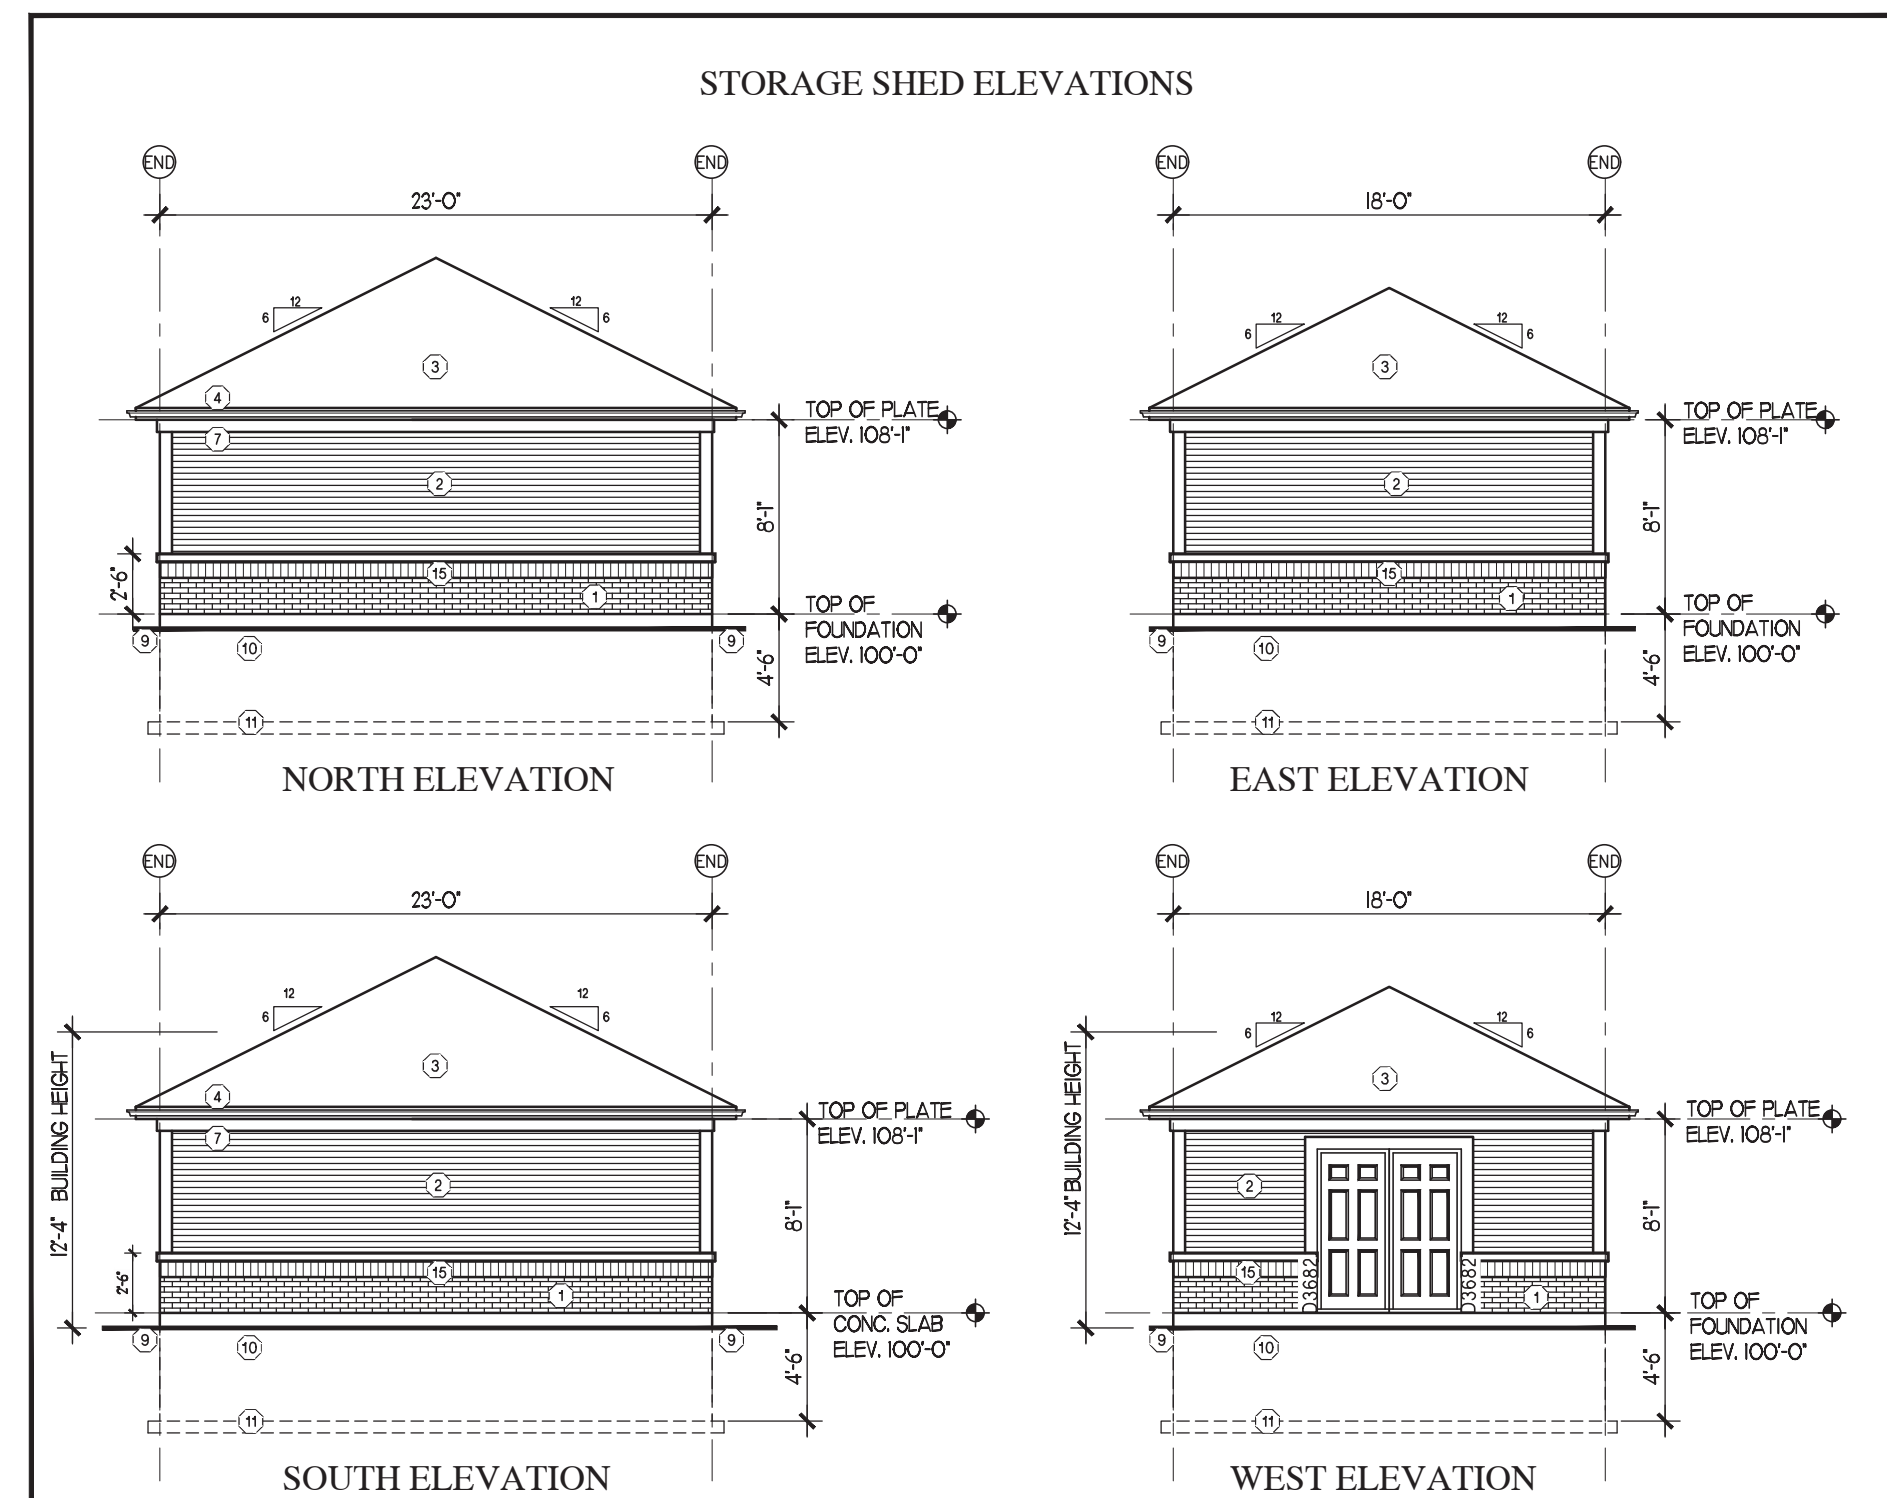 STORAGE SHED ELEVATIONS
END
END
23'-0"
12
6
12
6
3
4
7
2
15
1
2'-6"
9
10
9
11
TOP OF PLATE
ELEV. 108'-1"
8'-1"
TOP OF
FOUNDATION
ELEV. 100'-0"
4'-6"
NORTH ELEVATION
END
END
18'-0"
12
6
12
6
3
2
15
1
9
10
11
TOP OF PLATE
ELEV. 108'-1"
8'-1"
TOP OF
FOUNDATION
ELEV. 100'-0"
4'-6"
EAST ELEVATION
END
END
23'-0"
12
6
12
6
3
4
7
2
15
1
12'-4" BUILDING HEIGHT
2'-6"
9
10
9
11
TOP OF PLATE
ELEV. 108'-1"
8'-1"
TOP OF
CONC. SLAB
ELEV. 100'-0"
4'-6"
SOUTH ELEVATION
END
END
18'-0"
12
6
12
6
3
2
15
1
12'-4" BUILDING HEIGHT
D3682
D3682
9
10
11
TOP OF PLATE
ELEV. 108'-1"
8'-1"
TOP OF
FOUNDATION
ELEV. 100'-0"
4'-6"
WEST ELEVATION